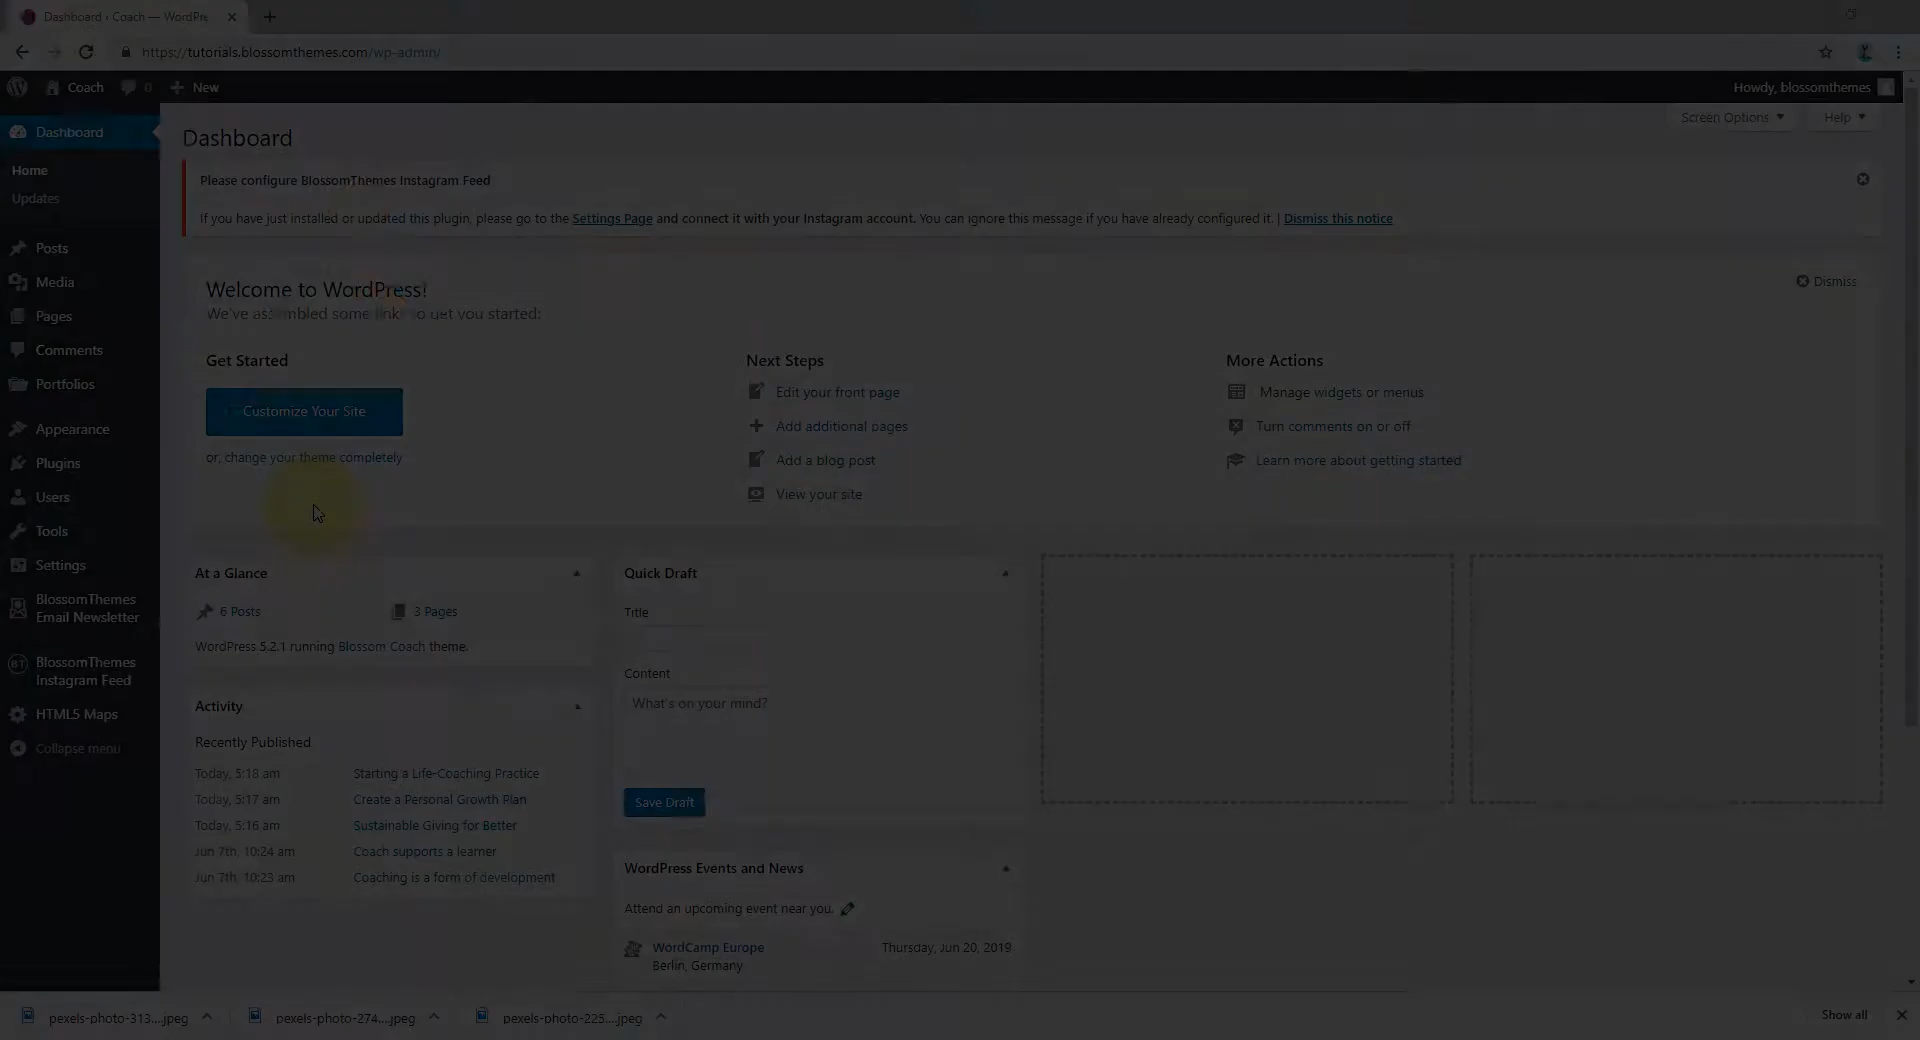 Dashboard ‹ Coach — WordPre
https://tutorials.blossomthemes.com/wp-admin/
Coach
0
New
Howdy, blossomthemes
Dashboard
Home
Updates
Posts
Media
Pages
Comments
Portfolios
Appearance
Plugins
Users
Tools
Settings
BlossomThemes
Email Newsletter
BlossomThemes
Instagram Feed
HTML5 Maps
Collapse menu
Screen Options
Help
Dashboard
Please configure BlossomThemes Instagram Feed
If you have just installed or updated this plugin, please go to the Settings Page and connect it with your Instagram account. You can ignore this message if you have already configured it. | Dismiss this notice
Welcome to WordPress!
We've assembled some links to get you started:
Dismiss
Get Started
Customize Your Site
or, change your theme completely
Next Steps
Edit your front page
Add additional pages
Add a blog post
View your site
More Actions
Manage widgets or menus
Turn comments on or off
Learn more about getting started
At a Glance
6 Posts
3 Pages
WordPress 5.2.1 running Blossom Coach theme.
Activity
Recently Published
Today, 5:18 am Starting a Life-Coaching Practice
Today, 5:17 am Create a Personal Growth Plan
Today, 5:16 am Sustainable Giving for Better
Jun 7th, 10:24 am Coach supports a learner
Jun 7th, 10:23 am Coaching is a form of development
Quick Draft
Title
Content
What's on your mind?
Save Draft
WordPress Events and News
Attend an upcoming event near you.
WordCamp Europe
Thursday, Jun 20, 2019
Berlin, Germany
pexels-photo-313....jpeg
pexels-photo-274....jpeg
pexels-photo-225....jpeg
Show all